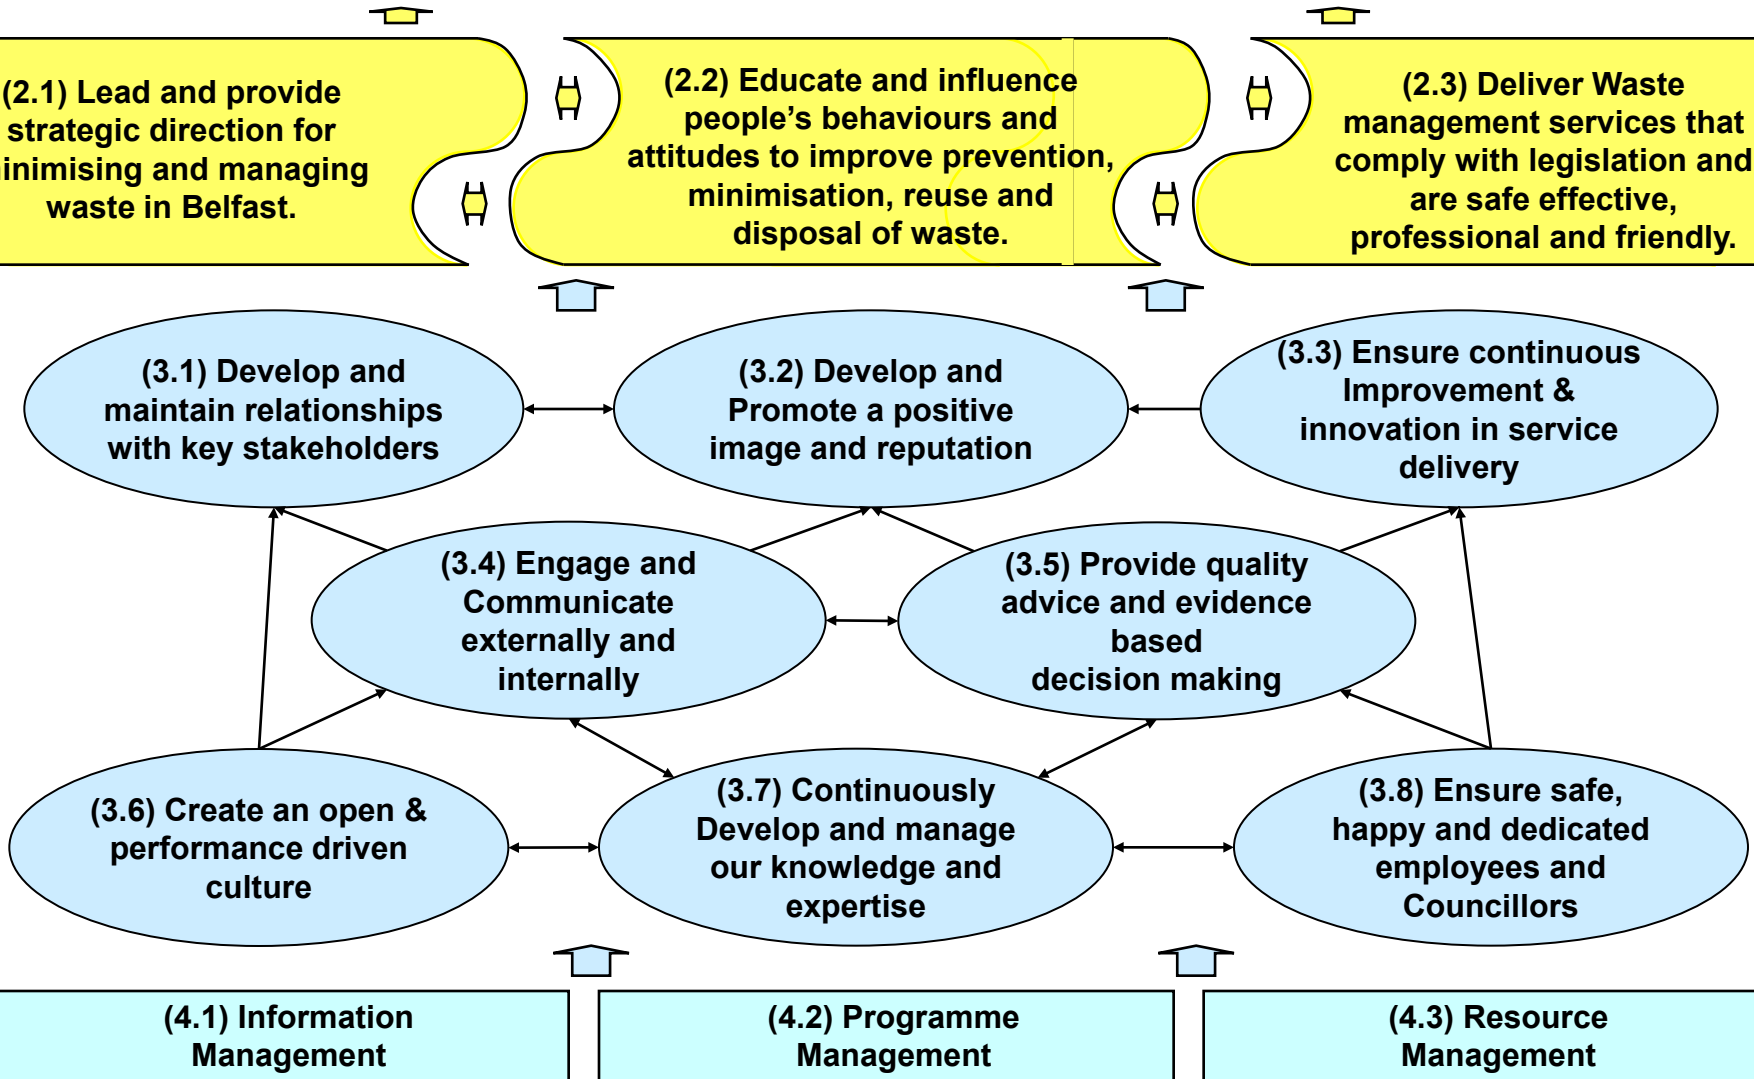 (2.1) Lead and provide
strategic direction for
inimising and managing
waste in Belfast.
(2.2) Educate and influence
people’s behaviours and
attitudes to improve prevention,
minimisation, reuse and
disposal of waste.
(2.3) Deliver Waste
management services that
comply with legislation and
are safe effective,
professional and friendly.
(3.1) Develop and
maintain relationships
with key stakeholders
(3.2) Develop and
Promote a positive
image and reputation
(3.3) Ensure continuous
Improvement &
innovation in service
delivery
(3.4) Engage and
Communicate
externally and
internally
(3.5) Provide quality
advice and evidence
based
decision making
(3.6) Create an open &
performance driven
culture
(3.7) Continuously
Develop and manage
our knowledge and
expertise
(3.8) Ensure safe,
happy and dedicated
employees and
Councillors
(4.1) Information
Management
(4.2) Programme
Management
(4.3) Resource
Management